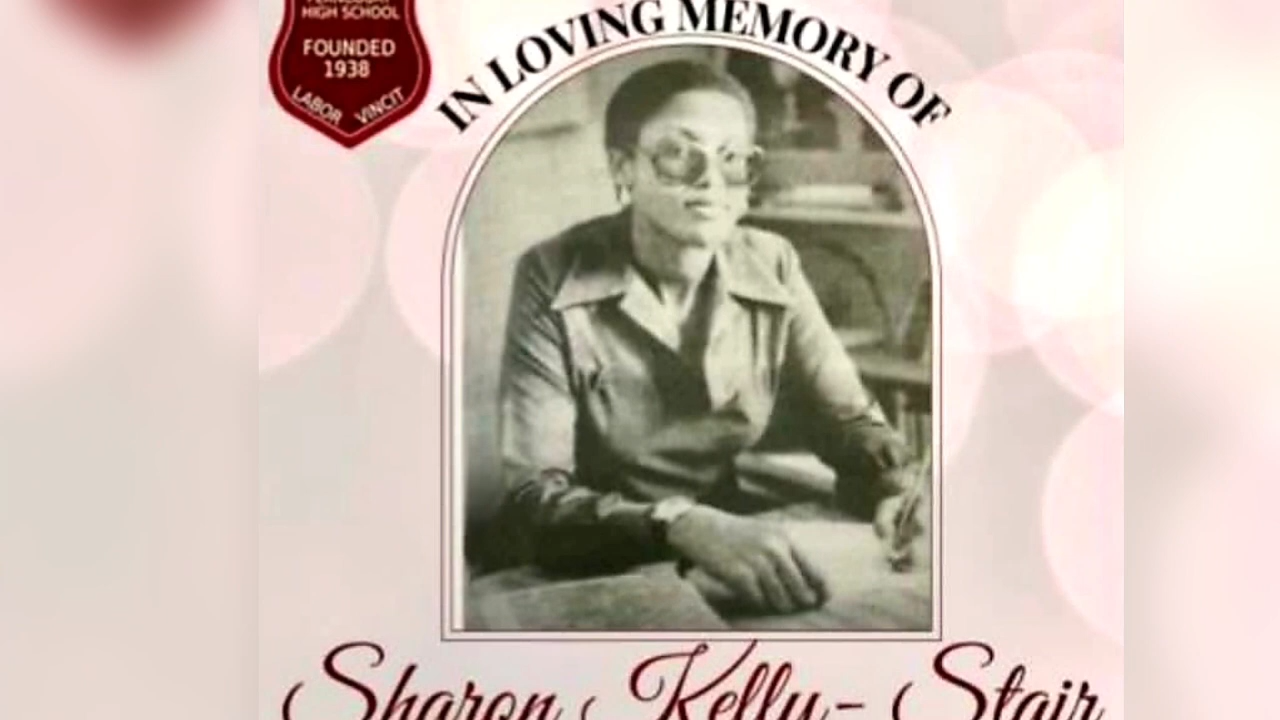 HIGH SCHOOL
FOUNDED
1938
LABOR VINCIT
IN LOVING MEMORY OF
Sharon Kelly- Stair